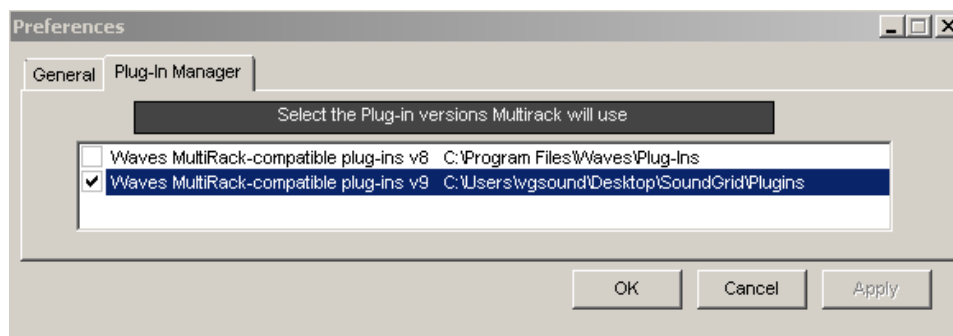 Preferences
General Plug-In Manager
Select the Plug-in versions Multirack will use
Waves MultiRack-compatible plug-ins v8 C:\Program Files\Waves\Plug-Ins
Waves MultiRack-compatible plug-ins v9 C:\Users\vgsound\Desktop\SoundGrid\Plugins
OK Cancel Apply